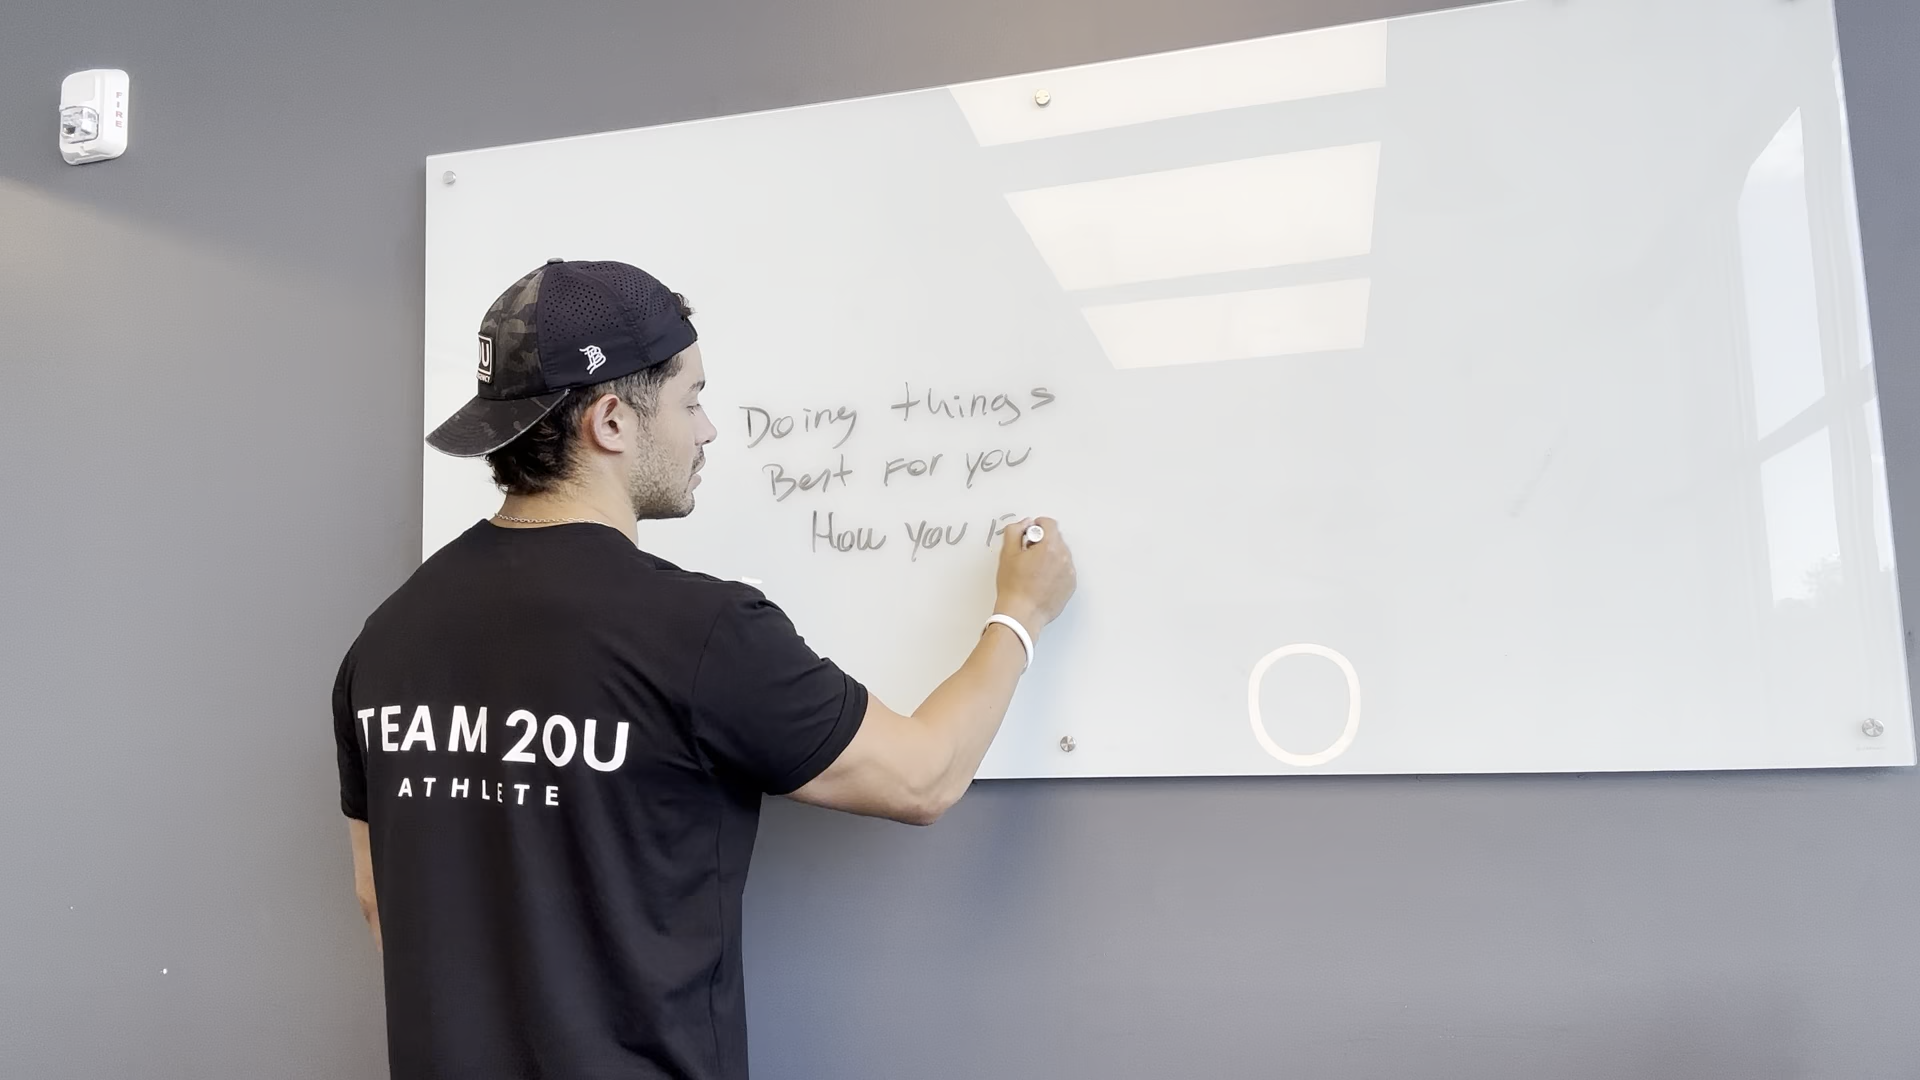 FIRE
Doing things
Best For you
How you F
TEAM 20U
ATHLETE